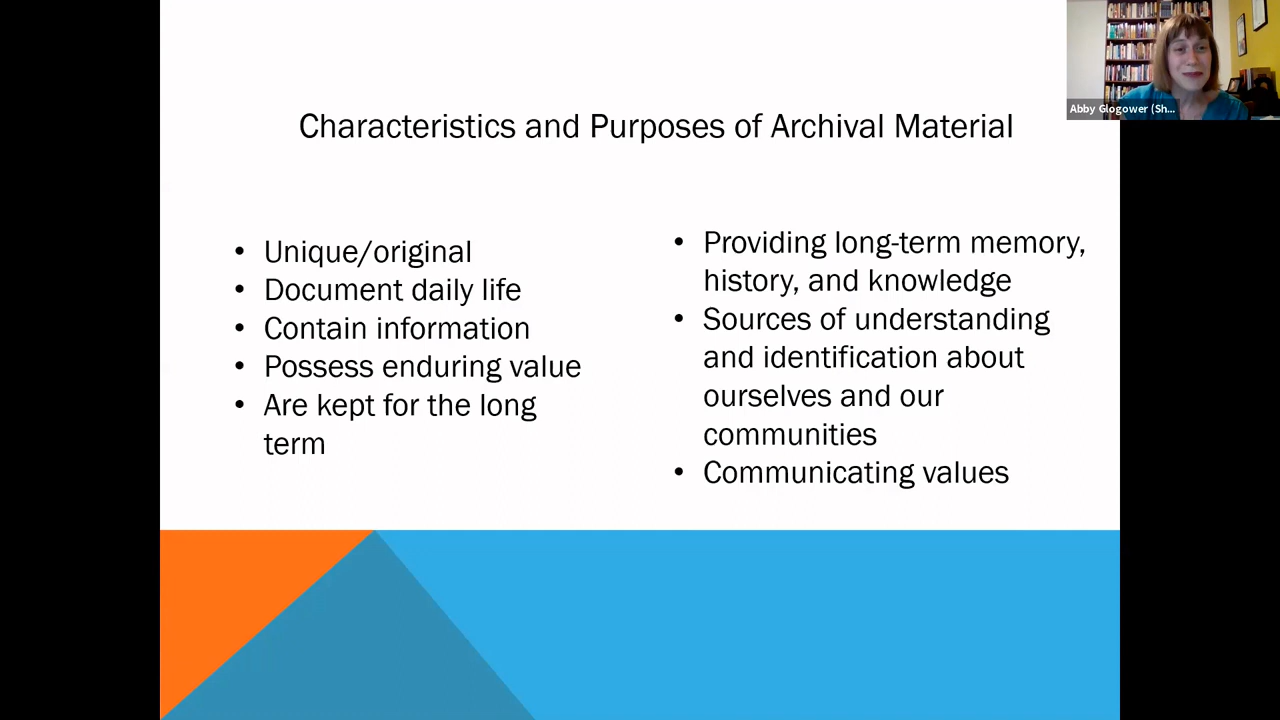 Characteristics and Purposes of Archival Material
• Unique/original
• Document daily life
• Contain information
• Possess enduring value
• Are kept for the long
term
• Providing long-term memory,
history, and knowledge
• Sources of understanding
and identification about
ourselves and our
communities
• Communicating values
Abby Glogower (Sh...